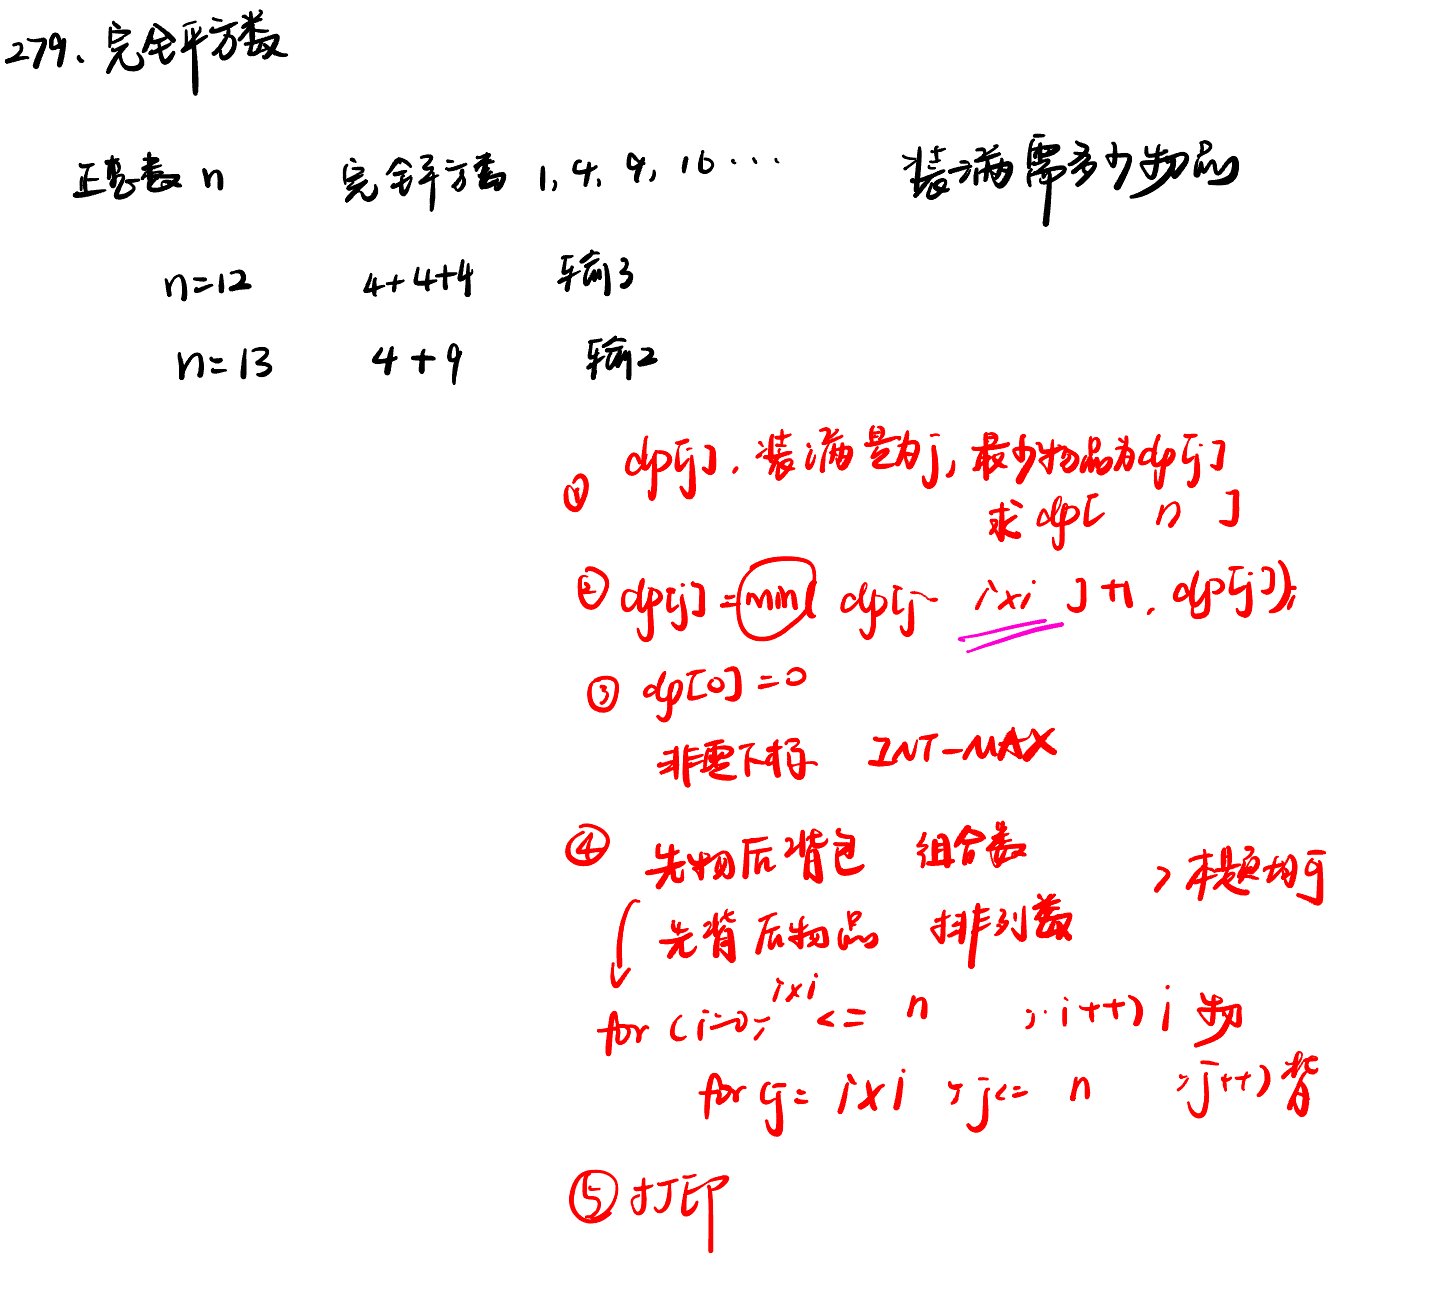 279、完全平方数
正整数 n 完全平方数 1, 4, 9, 16 ... 装满需多少物品
n=12 4+4+4 输3
n=13 4+9 输2
① dp[j]. 装满是为j, 最少物品为dp[j]
求 dp[ n ]
② dp[j] = min( dp[j- i×i ]+1, dp[j]);
③ dp[0]=0
非零下标 INT-MAX
④ 先物后背包 组合数
先背后物品 排列数 > 本题均可
for (i=0; i×i <= n ; i++) i 物
for (j= i×i ; j<= n ; j++) 背
⑤ 打印